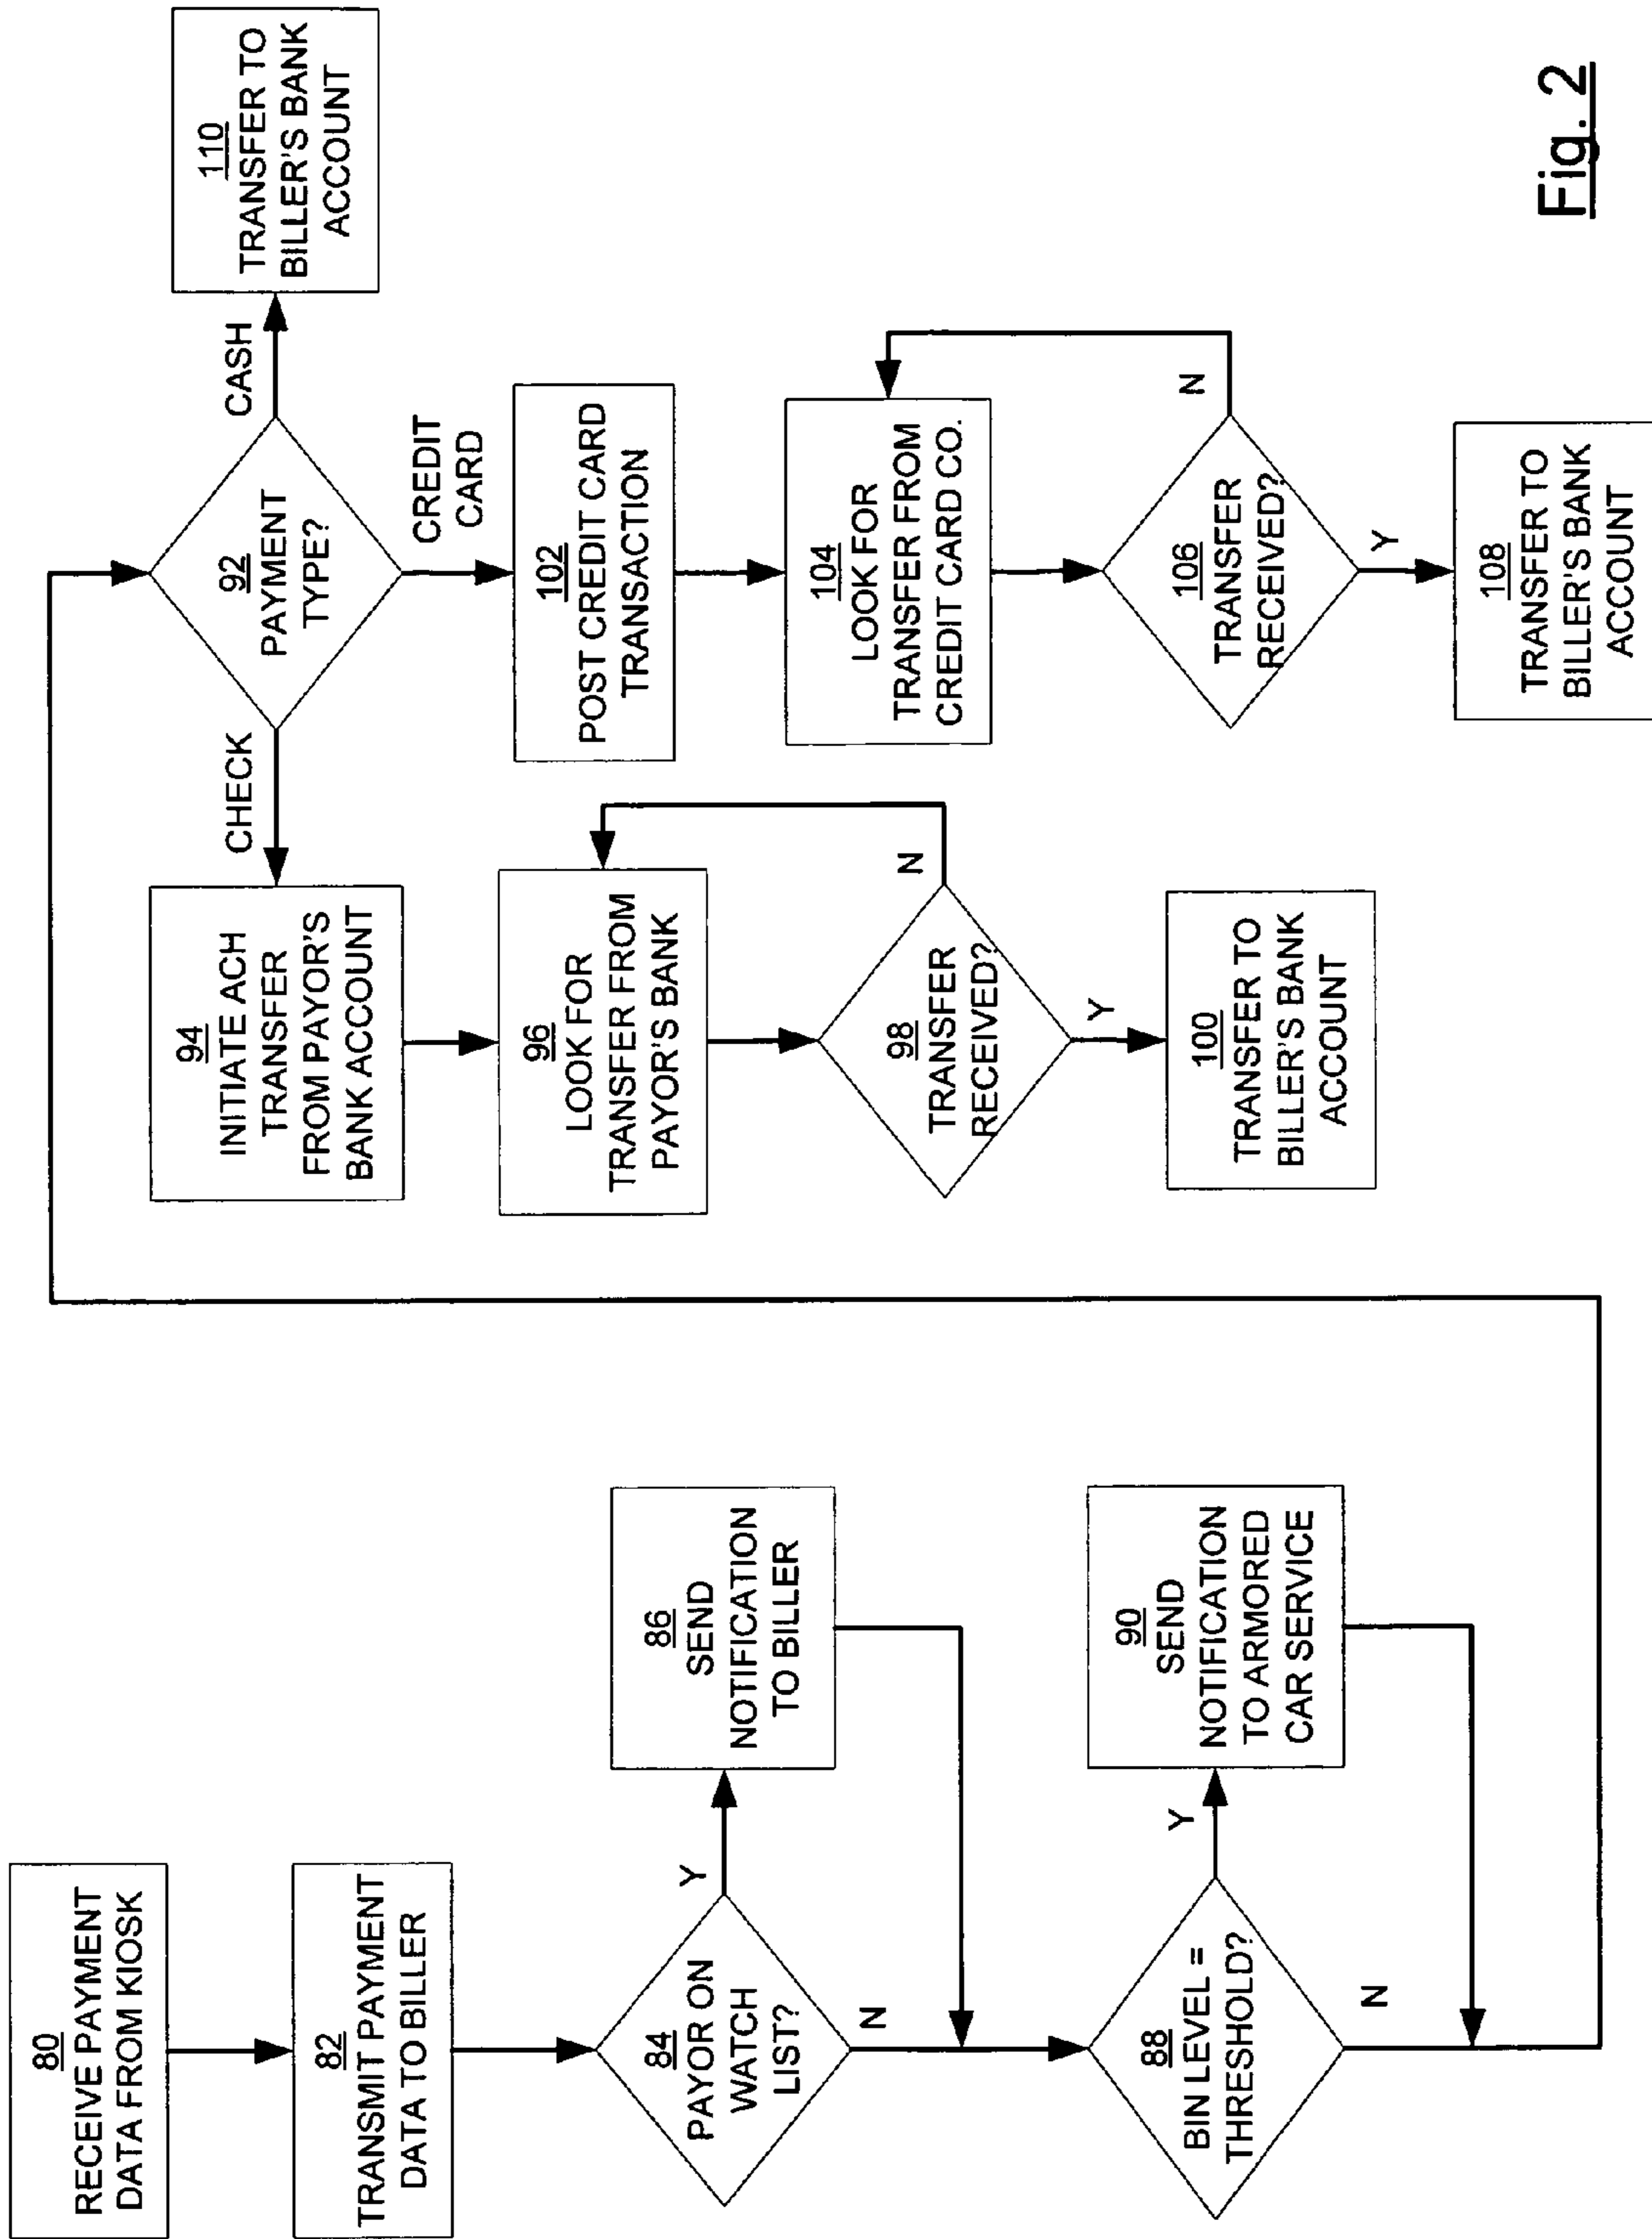 80
RECEIVE PAYMENT
DATA FROM KIOSK
82
TRANSMIT PAYMENT
DATA TO BILLER
84
PAYOR ON
WATCH
LIST?
Y
N
86
SEND
NOTIFICATION
TO BILLER
88
BIN LEVEL =
THRESHOLD?
Y
N
90
SEND
NOTIFICATION
TO ARMORED
CAR SERVICE
92
PAYMENT
TYPE?
CHECK
CASH
CREDIT
CARD
94
INITIATE ACH
TRANSFER
FROM PAYOR'S
BANK ACCOUNT
96
LOOK FOR
TRANSFER FROM
PAYOR'S BANK
98
TRANSFER
RECEIVED?
N
Y
100
TRANSFER TO
BILLER'S BANK
ACCOUNT
102
POST CREDIT CARD
TRANSACTION
104
LOOK FOR
TRANSFER FROM
CREDIT CARD CO.
106
TRANSFER
RECEIVED?
N
Y
108
TRANSFER TO
BILLER'S BANK
ACCOUNT
110
TRANSFER TO
BILLER'S BANK
ACCOUNT
Fig. 2